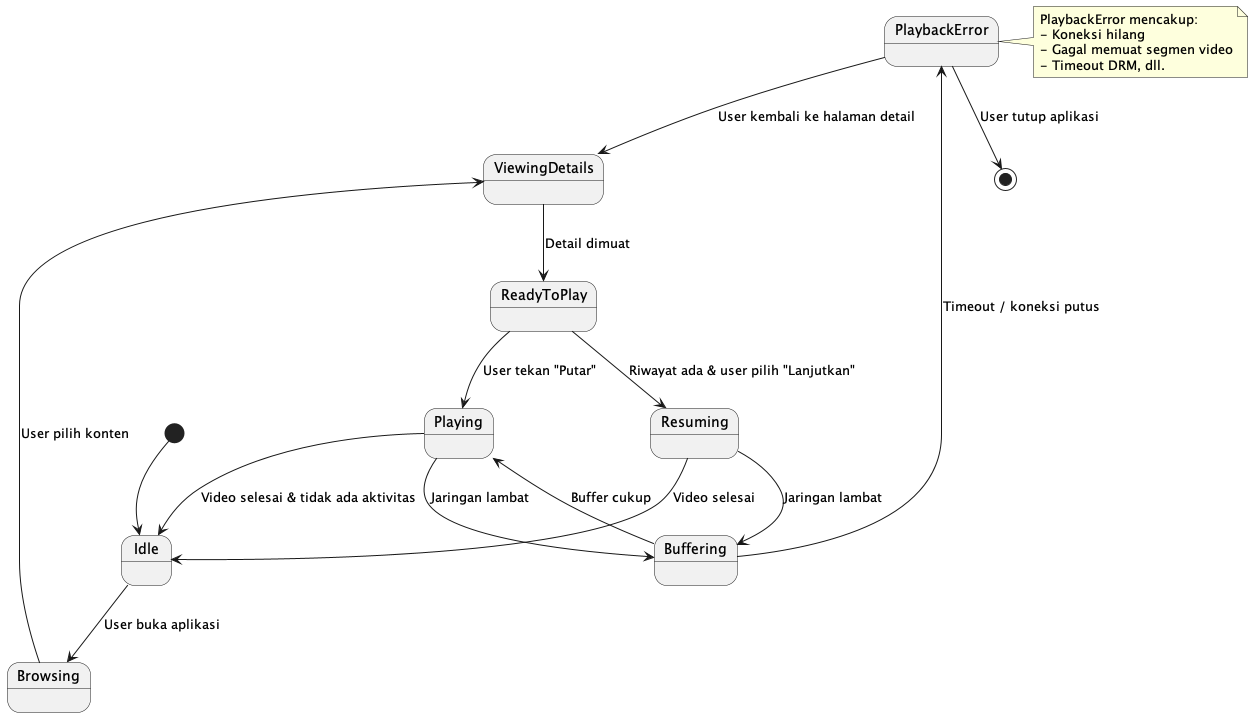 PlaybackError
PlaybackError mencakup:
- Koneksi hilang
- Gagal memuat segmen video
- Timeout DRM, dll.
User kembali ke halaman detail
User tutup aplikasi
ViewingDetails
Detail dimuat
ReadyToPlay
Timeout / koneksi putus
User tekan "Putar"
Riwayat ada & user pilih "Lanjutkan"
Playing
Resuming
User pilih konten
Video selesai & tidak ada aktivitas
Jaringan lambat
Buffer cukup
Video selesai
Jaringan lambat
Idle
Buffering
User buka aplikasi
Browsing